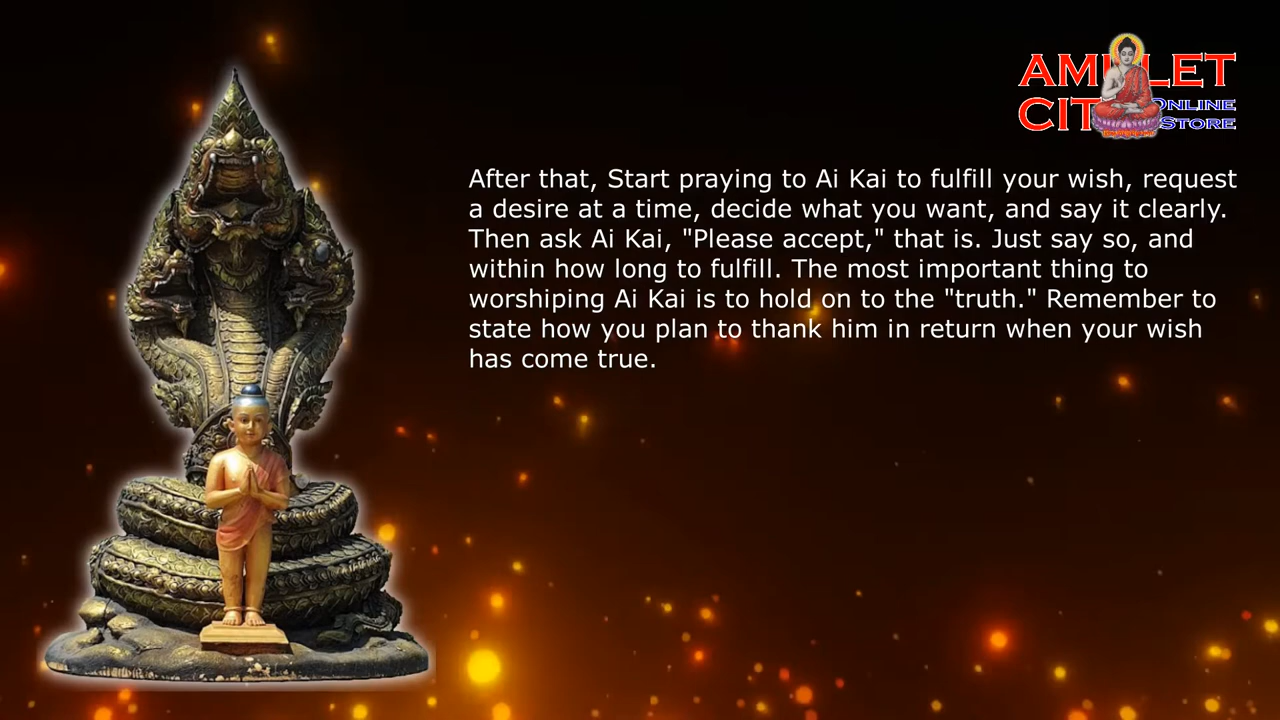 AMULET
CITY ONLINE
STORE
After that, Start praying to Ai Kai to fulfill your wish, request
a desire at a time, decide what you want, and say it clearly.
Then ask Ai Kai, "Please accept," that is. Just say so, and
within how long to fulfill. The most important thing to
worshiping Ai Kai is to hold on to the "truth." Remember to
state how you plan to thank him in return when your wish
has come true.